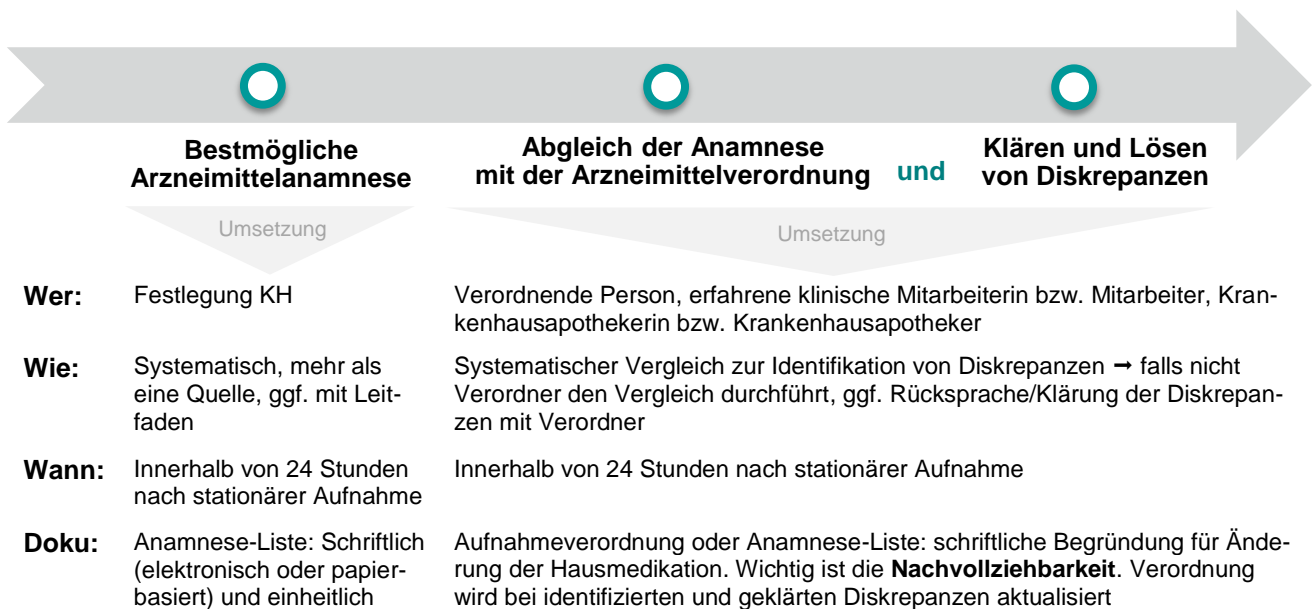 Bestmögliche
Arzneimittelanamnese
Abgleich der Anamnese
mit der Arzneimittelverordnung
und
Klären und Lösen
von Diskrepanzen
Umsetzung
Umsetzung
Wer:
Festlegung KH
Verordnende Person, erfahrene klinische Mitarbeiterin bzw. Mitarbeiter, Kran-
kenhausapothekerin bzw. Krankenhausapotheker
Wie:
Systematisch, mehr als
eine Quelle, ggf. mit Leit-
faden
Systematischer Vergleich zur Identifikation von Diskrepanzen ➞ falls nicht
Verordner den Vergleich durchführt, ggf. Rücksprache/Klärung der Diskrepan-
zen mit Verordner
Wann:
Innerhalb von 24 Stunden
nach stationärer Aufnahme
Innerhalb von 24 Stunden nach stationärer Aufnahme
Doku:
Anamnese-Liste: Schriftlich
(elektronisch oder papier-
basiert) und einheitlich
Aufnahmeverordnung oder Anamnese-Liste: schriftliche Begründung für Ände-
rung der Hausmedikation. Wichtig ist die Nachvollziehbarkeit. Verordnung
wird bei identifizierten und geklärten Diskrepanzen aktualisiert